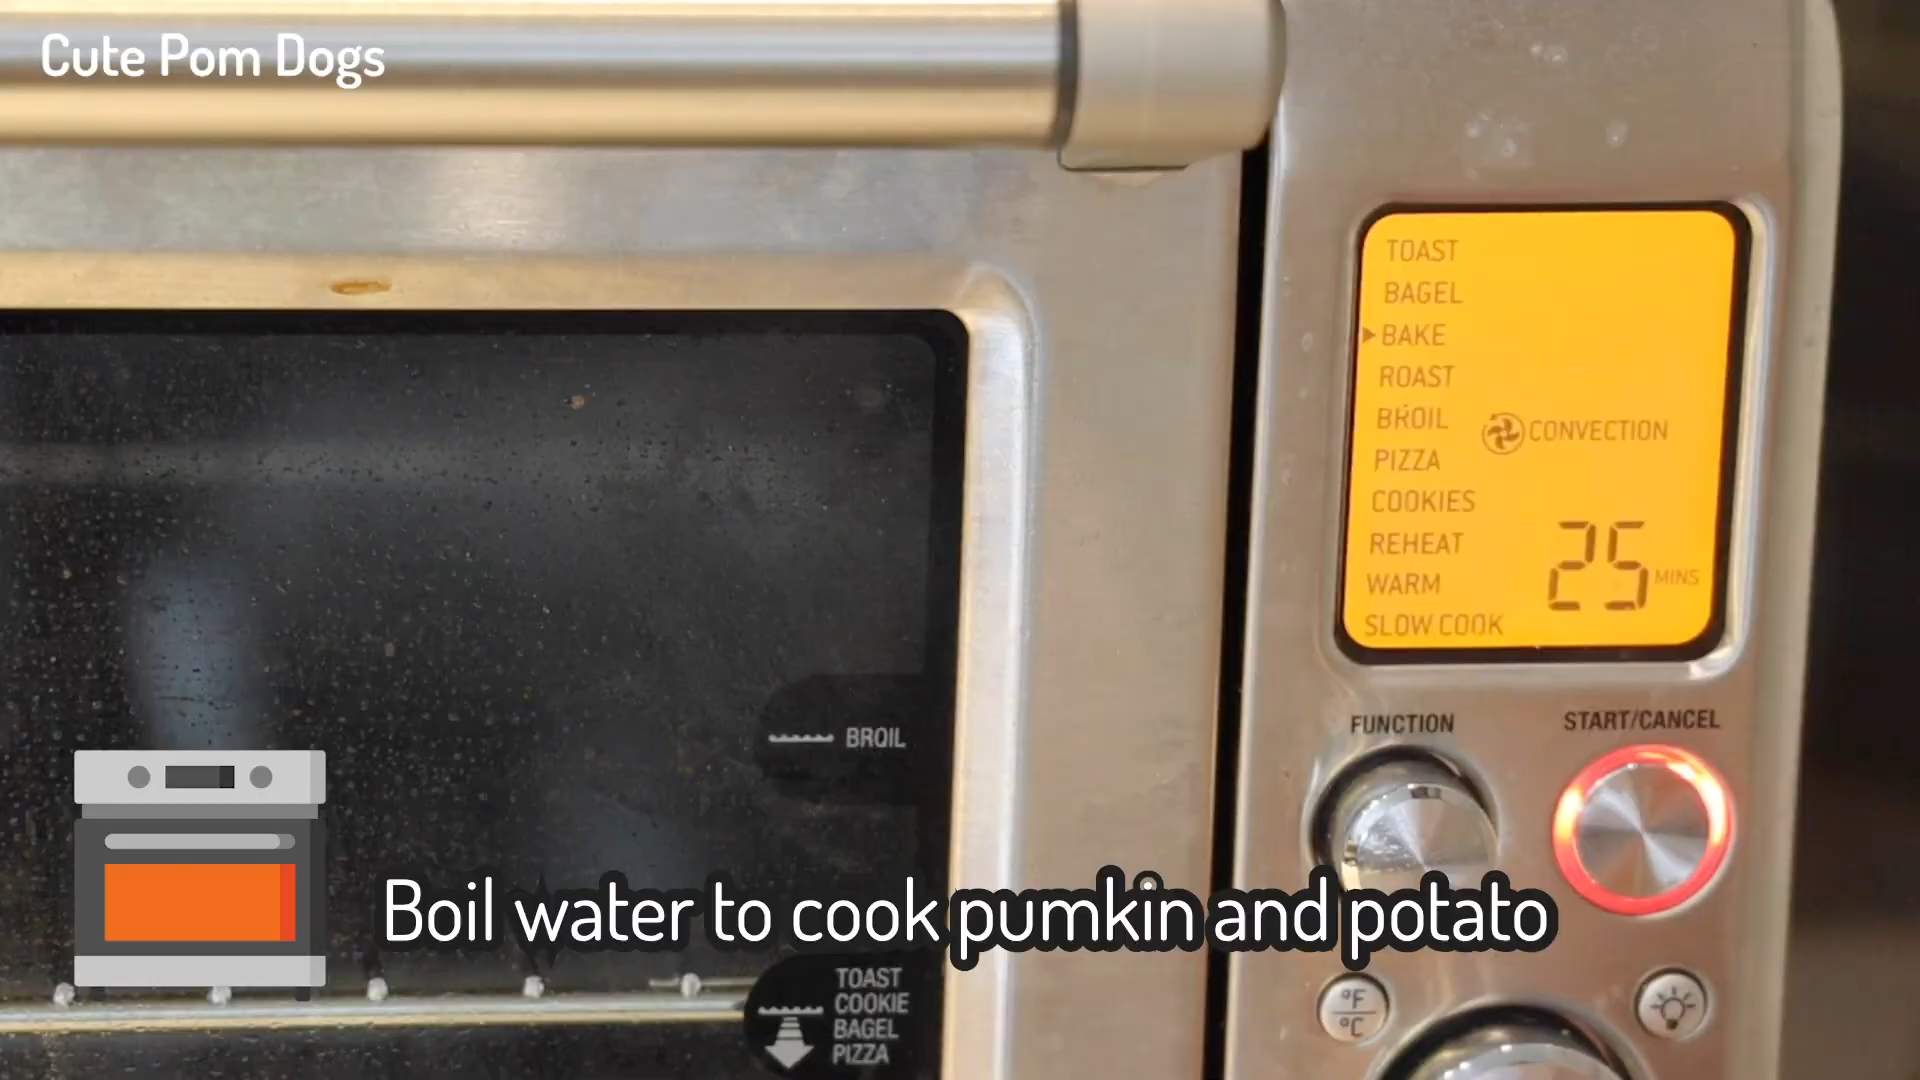 Cute Pom Dogs
TOAST
BAGEL
BAKE
ROAST
BROIL
CONVECTION
PIZZA
COOKIES
REHEAT
25 MINS
WARM
SLOW COOK
FUNCTION
START/CANCEL
BROIL
Boil water to cook pumkin and potato
TOAST
COOKIE
BAGEL
PIZZA
°F
°C